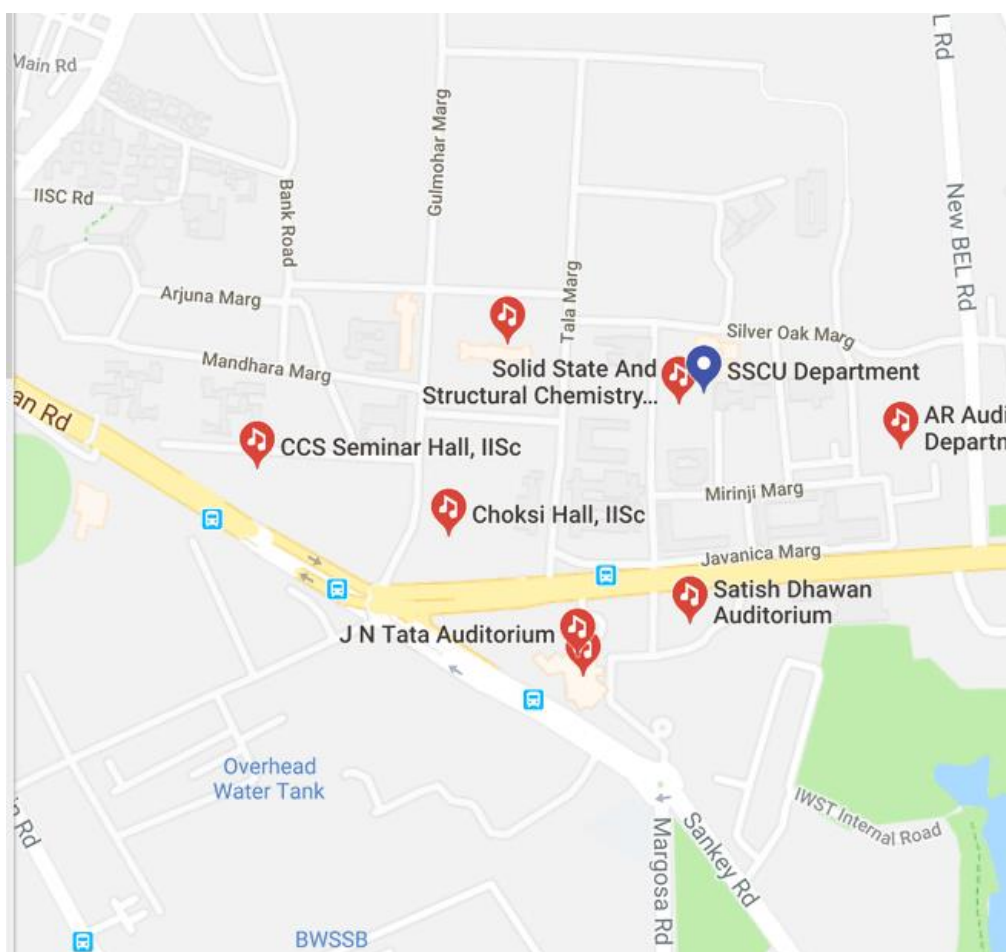 Main Rd
L Rd
Gulmohar Marg
IISC Rd
Bank Road
New BEL Rd
Arjuna Marg
Tala Marg
Silver Oak Marg
Mandhara Marg
Solid State And
Structural Chemistry...
SSCU Department
an Rd
CCS Seminar Hall, IISc
AR Audi
Departm
Mirinji Marg
Choksi Hall, IISc
Javanica Marg
Satish Dhawan
Auditorium
J N Tata Auditorium
Overhead
Water Tank
IWST Internal Road
Sankey Rd
Margosa Rd
in Rd
BWSSB